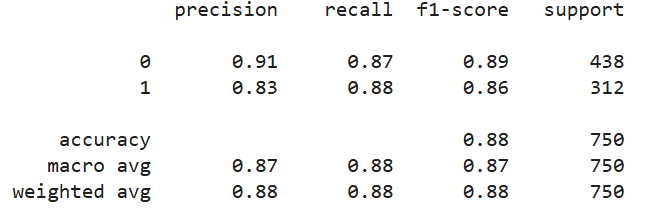 precision recall f1-score support
0 0.91 0.87 0.89 438
1 0.83 0.88 0.86 312
accuracy 0.88 750
macro avg 0.87 0.88 0.87 750
weighted avg 0.88 0.88 0.88 750